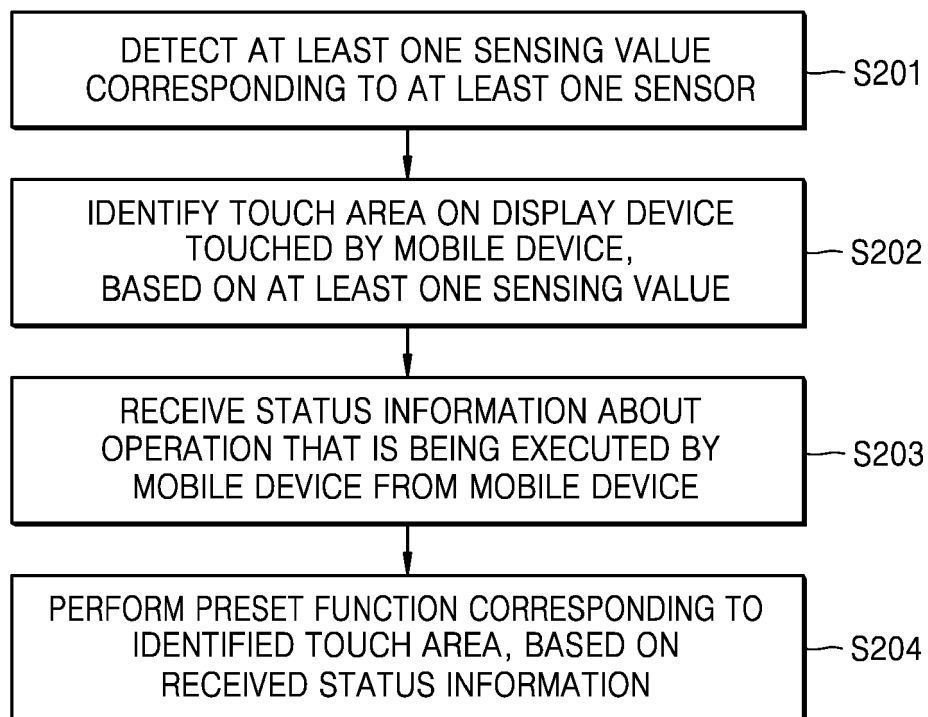 DETECT AT LEAST ONE SENSING VALUE
CORRESPONDING TO AT LEAST ONE SENSOR
S201
IDENTIFY TOUCH AREA ON DISPLAY DEVICE
TOUCHED BY MOBILE DEVICE,
BASED ON AT LEAST ONE SENSING VALUE
S202
RECEIVE STATUS INFORMATION ABOUT
OPERATION THAT IS BEING EXECUTED BY
MOBILE DEVICE FROM MOBILE DEVICE
S203
PERFORM PRESET FUNCTION CORRESPONDING TO
IDENTIFIED TOUCH AREA, BASED ON
RECEIVED STATUS INFORMATION
S204